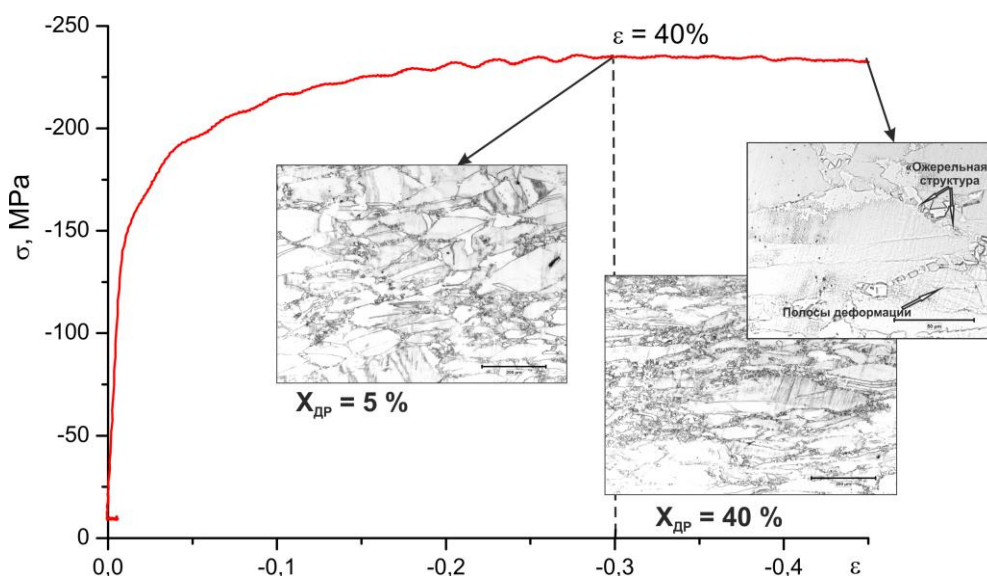 -250
ε = 40%
-200
σ, MPa
«Ожерельная
структура
-150
-100
Полосы деформации
X_ДР = 5 %
-50
X_ДР = 40 %
0
0,0
-0,1
-0,2
-0,3
-0,4
ε